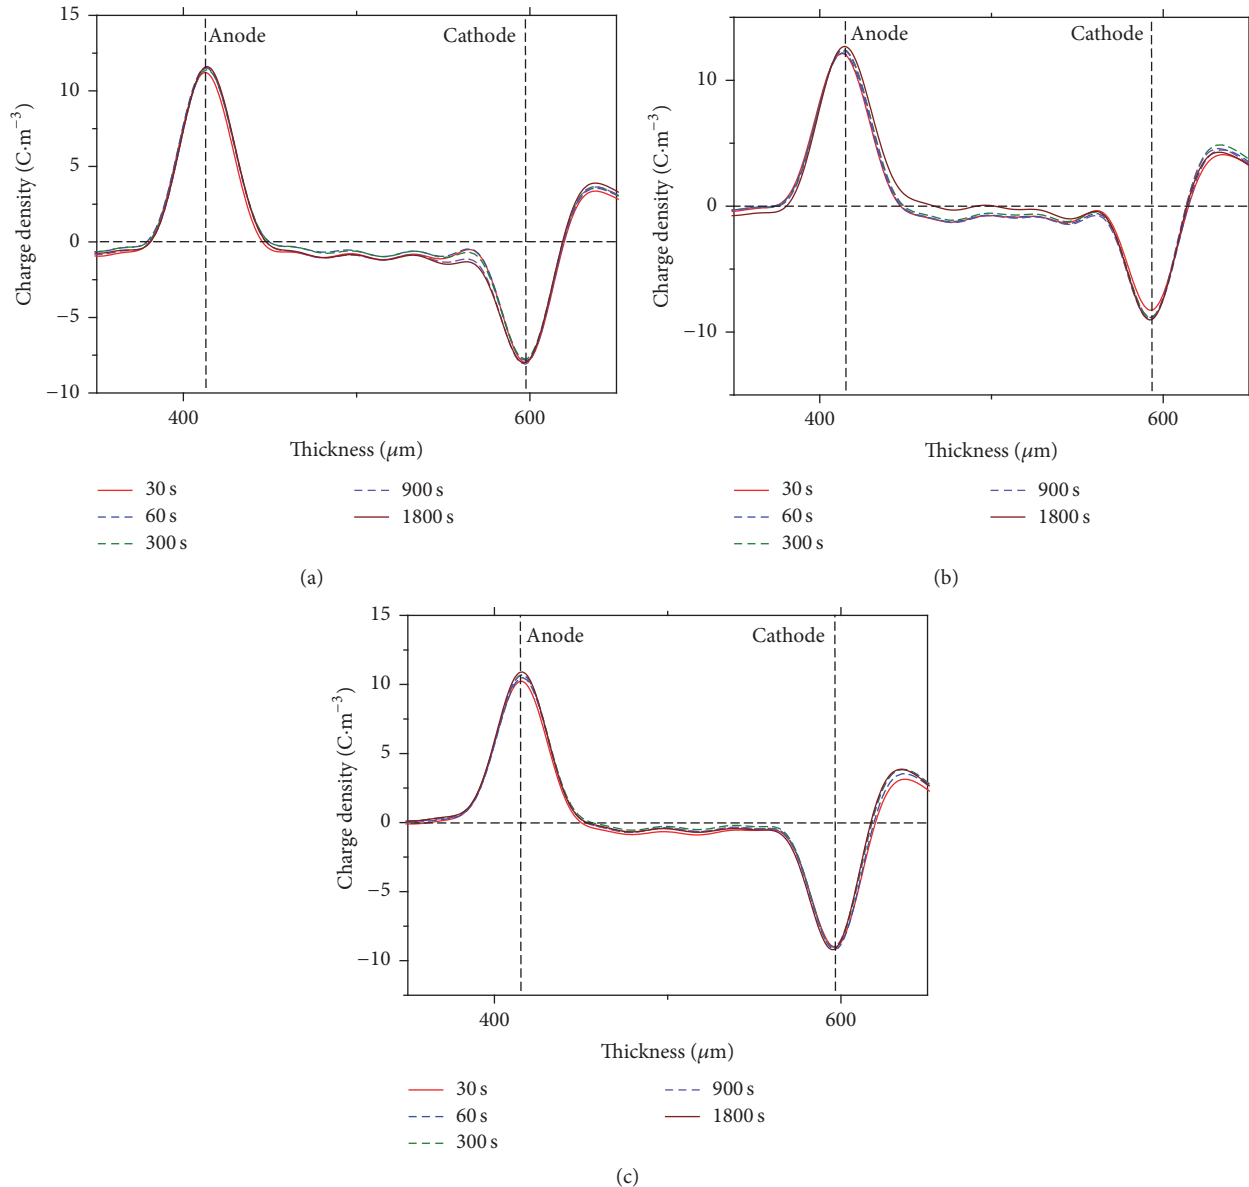 15
10
5
0
−5
−10
Charge density (C·m⁻³)
Anode
Cathode
400
600
Thickness (μm)
30 s
60 s
300 s
900 s
1800 s
(a)
10
0
−10
Charge density (C·m⁻³)
Anode
Cathode
400
600
Thickness (μm)
30 s
60 s
300 s
900 s
1800 s
(b)
15
10
5
0
−5
−10
Charge density (C·m⁻³)
Anode
Cathode
400
600
Thickness (μm)
30 s
60 s
300 s
900 s
1800 s
(c)